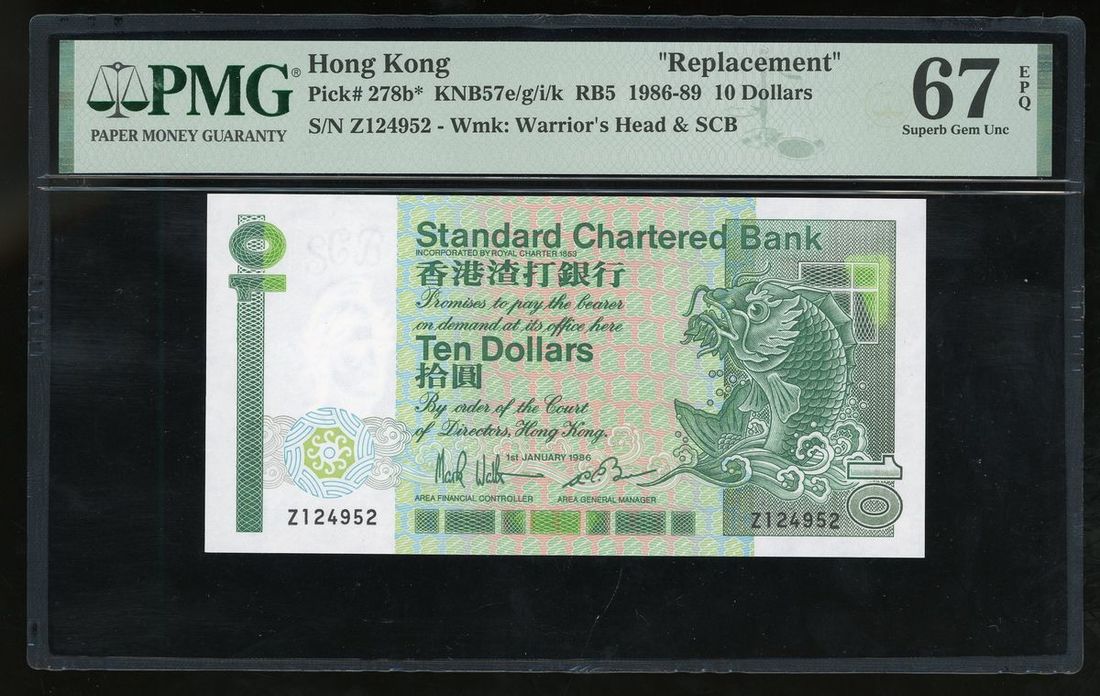 PMG®
PAPER MONEY GUARANTY
Hong Kong "Replacement"
Pick# 278b* KNB57e/g/i/k RB5 1986-89 10 Dollars
S/N Z124952 - Wmk: Warrior's Head & SCB
67 EPQ
Superb Gem Unc
10
Standard Chartered Bank
INCORPORATED BY ROYAL CHARTER 1853
香港渣打銀行
Promises to pay the bearer
on demand at its office here
Ten Dollars
拾圓
By order of the Court
of Directors, Hong Kong.
1ST JANUARY 1986
AREA FINANCIAL CONTROLLER AREA GENERAL MANAGER
Z124952
Z124952
10